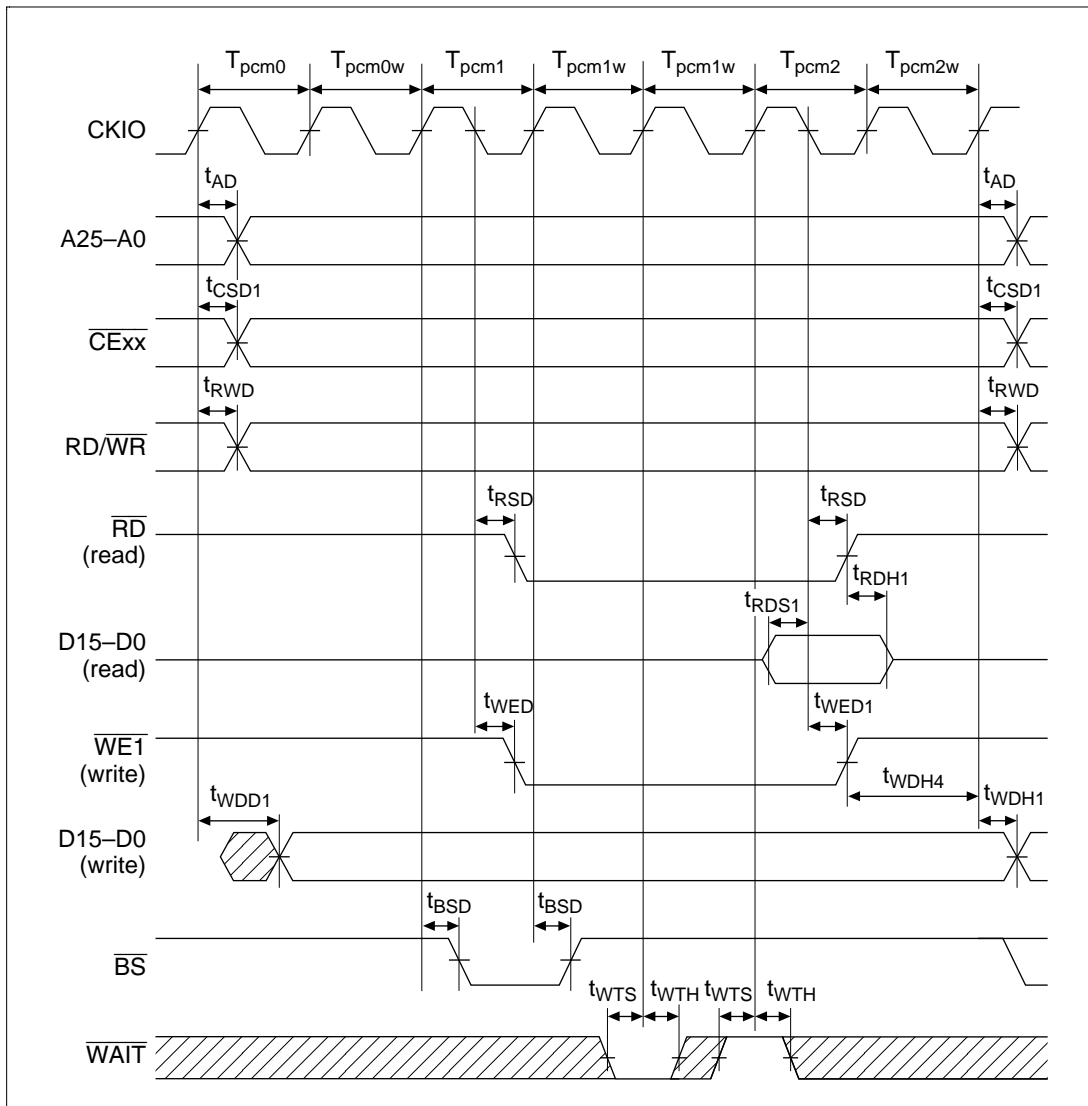 Tpcm0 Tpcm0w Tpcm1 Tpcm1w Tpcm1w Tpcm2 Tpcm2w
CKIO
tAD tAD
A25–A0
tCSD1 tCSD1
CExx
tRWD tRWD
RD/WR
tRSD tRSD
RD
(read)
tRDH1
tRDS1
D15–D0
(read)
tWED tWED1
WE1
(write)
tWDH4
tWDD1 tWDH1
D15–D0
(write)
tBSD tBSD
BS
tWTS tWTH tWTS tWTH
WAIT